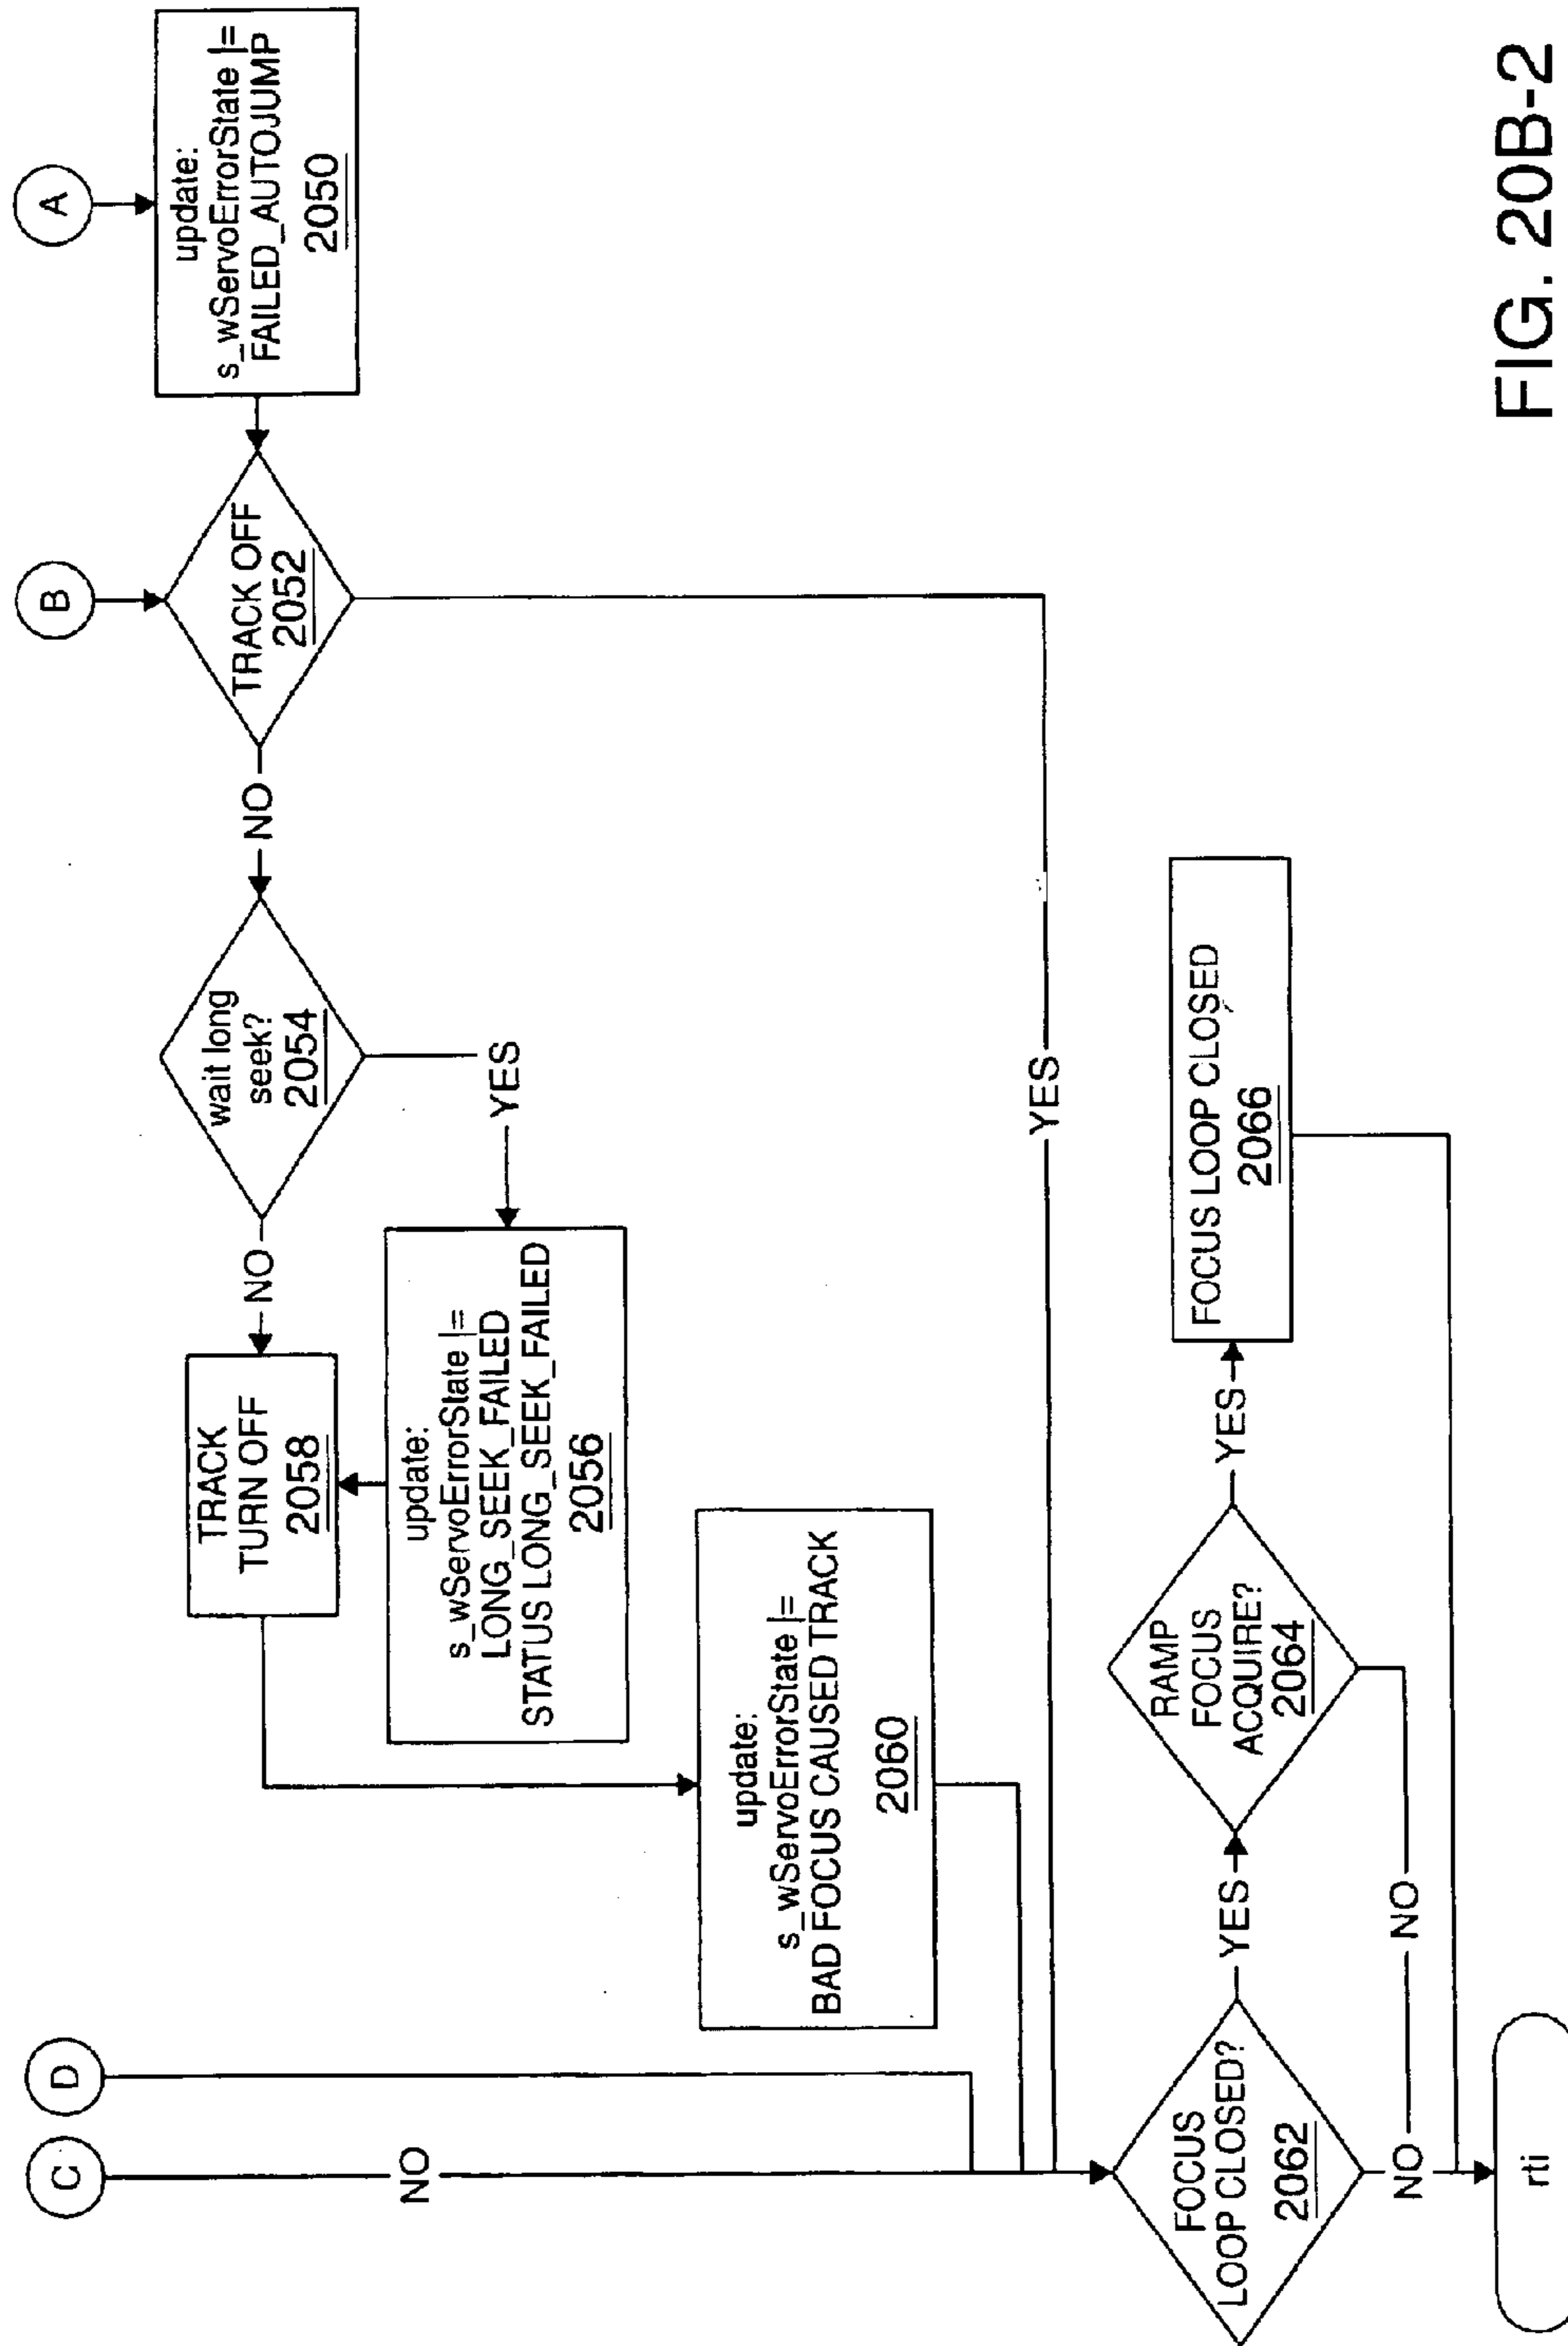 A
update:
s_wServoErrorState |=
FAILED_AUTOJUMP
2050
B
TRACK OFF
2052
NO
YES
wait long
seek?
2054
NO
YES
TRACK
TURN OFF
2058
update:
s_wServoErrorState |=
LONG_SEEK_FAILED
STATUS LONG_SEEK_FAILED
2056
update:
s_wServoErrorState |=
BAD FOCUS CAUSED TRACK
2060
D
C
NO
FOCUS
LOOP CLOSED?
2062
YES
NO
RAMP
FOCUS
ACQUIRE?
2064
YES
NO
FOCUS LOOP CLOSED
2066
rti
FIG. 20B-2